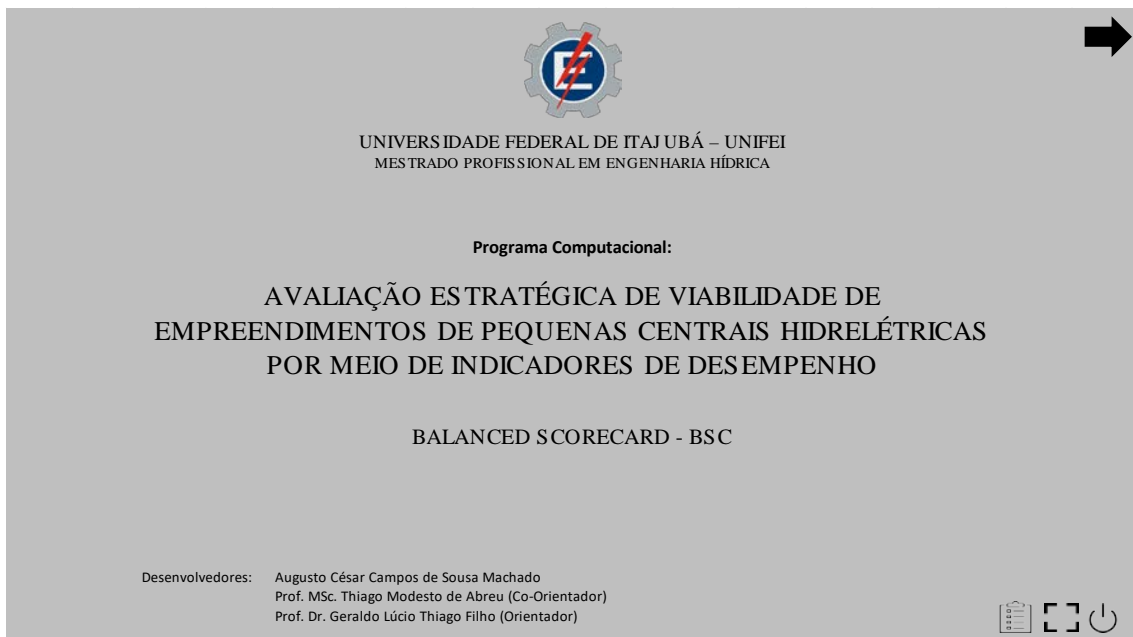 UNIVERSIDADE FEDERAL DE ITAJUBÁ – UNIFEI
MESTRADO PROFISSIONAL EM ENGENHARIA HÍDRICA
Programa Computacional:
AVALIAÇÃO ESTRATÉGICA DE VIABILIDADE DE
EMPREENDIMENTOS DE PEQUENAS CENTRAIS HIDRELÉTRICAS
POR MEIO DE INDICADORES DE DESEMPENHO
BALANCED SCORECARD - BSC
Desenvolvedores: Augusto César Campos de Sousa Machado
Prof. MSc. Thiago Modesto de Abreu (Co-Orientador)
Prof. Dr. Geraldo Lúcio Thiago Filho (Orientador)